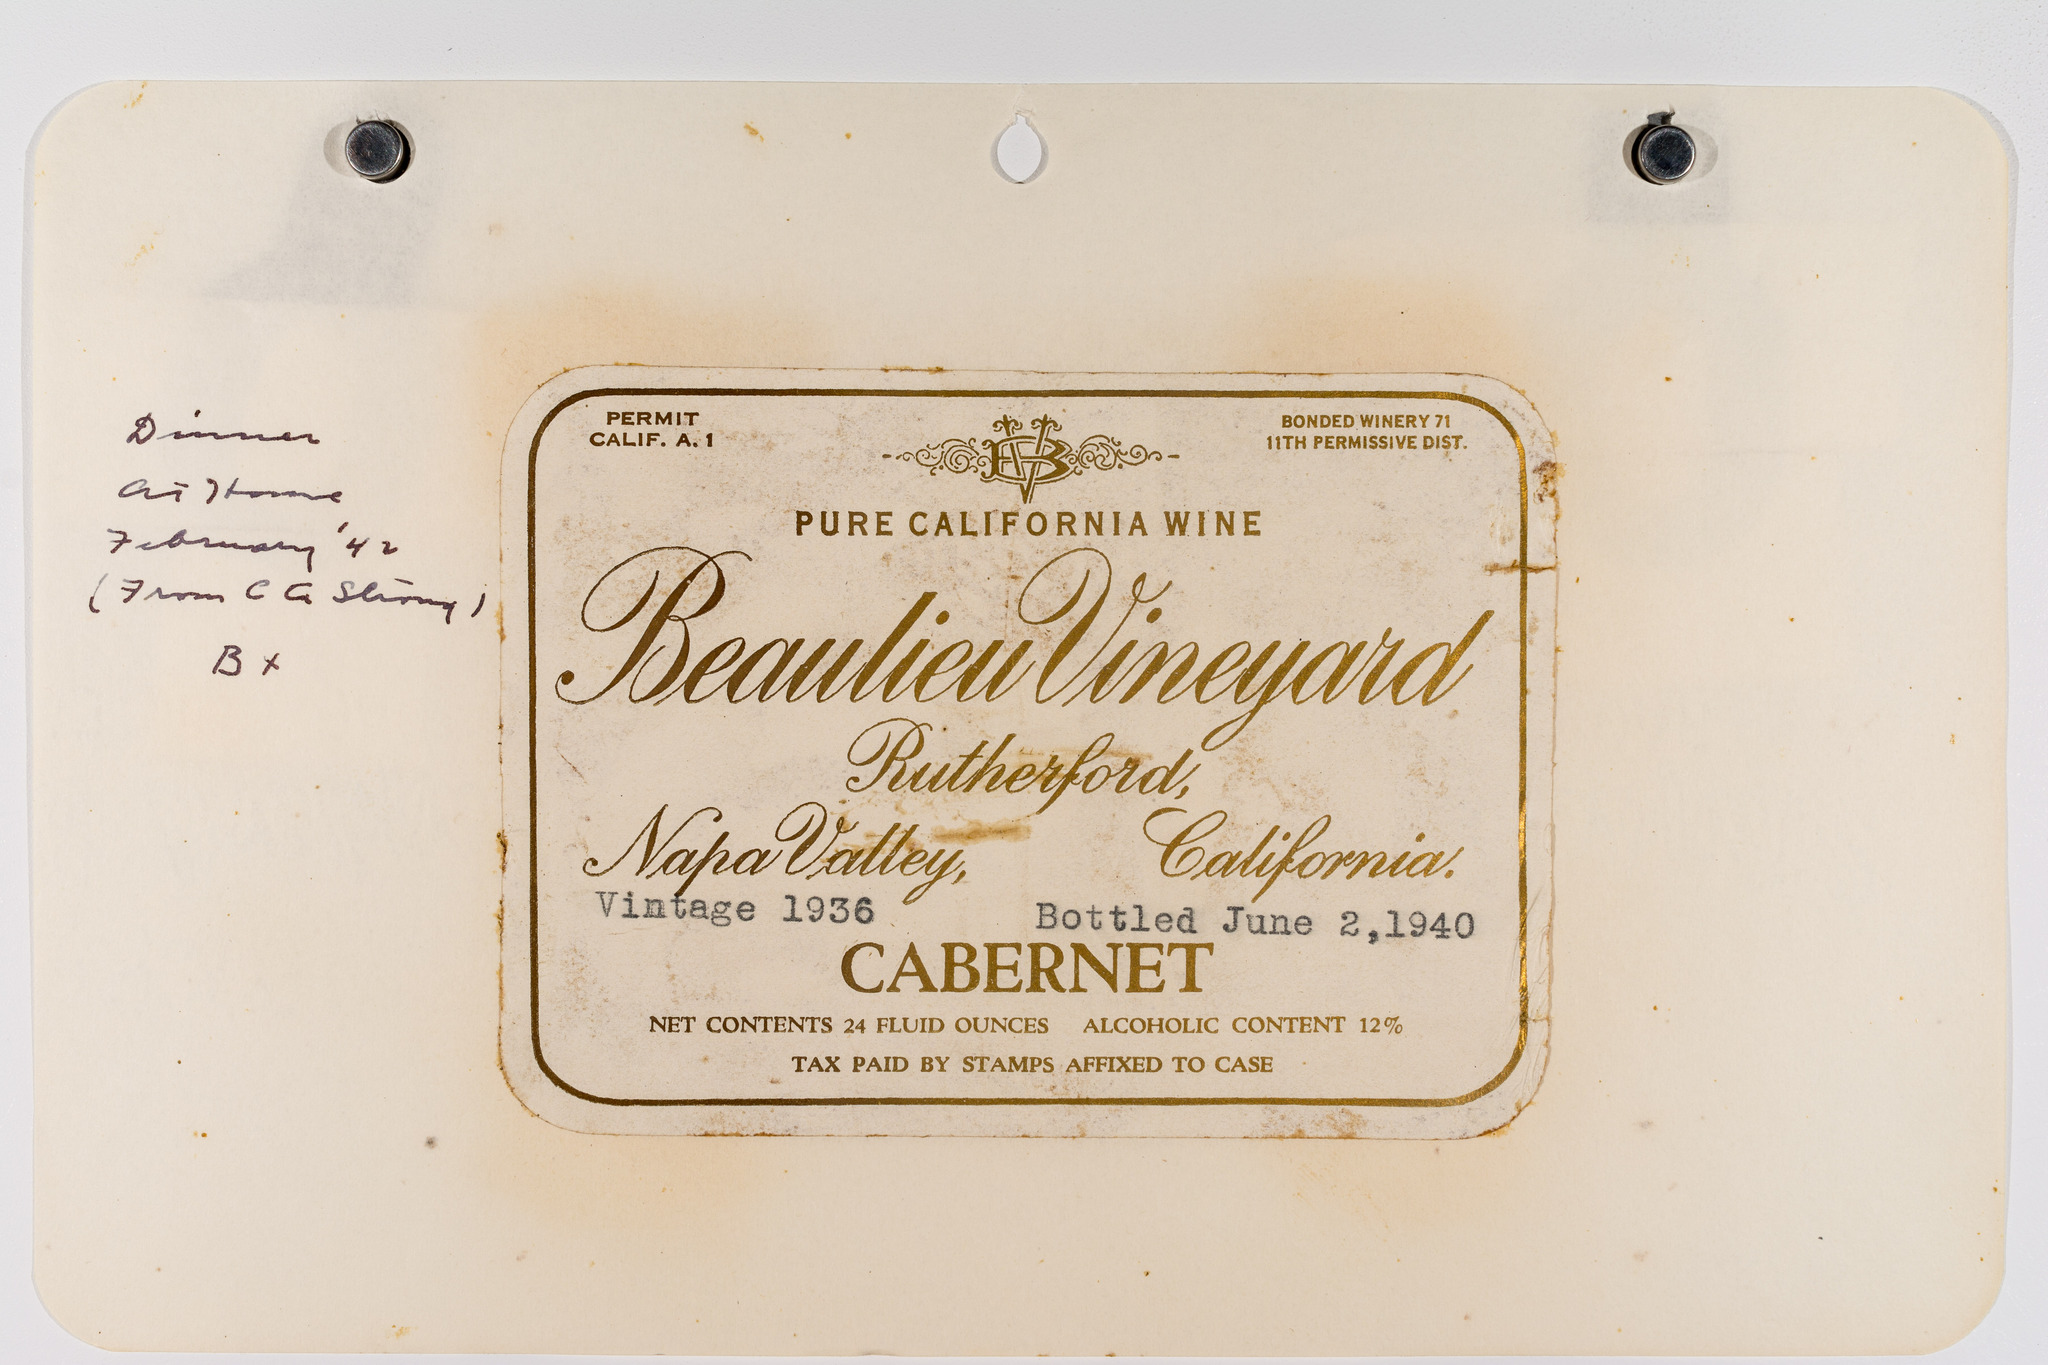 Dinner
At Home
February '42
(From C A Strong)
B+
PERMIT
CALIF. A. 1
BV
BONDED WINERY 71
11TH PERMISSIVE DIST.
PURE CALIFORNIA WINE
Beaulieu Vineyard
Rutherford,
Napa Valley, California.
Vintage 1936 Bottled June 2,1940
CABERNET
NET CONTENTS 24 FLUID OUNCES ALCOHOLIC CONTENT 12%
TAX PAID BY STAMPS AFFIXED TO CASE